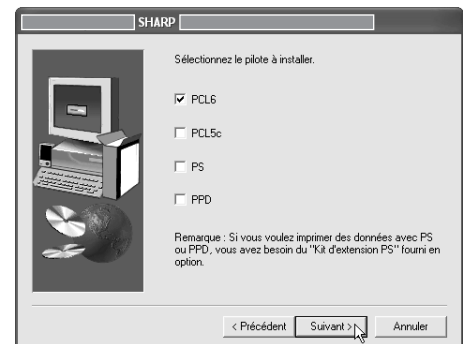 SHARP
Sélectionnez le pilote à installer.
PCL6
PCL5c
PS
PPD
Remarque : Si vous voulez imprimer des données avec PS
ou PPD, vous avez besoin du "Kit d'extension PS" fourni en
option.
< Précédent
Suivant >
Annuler